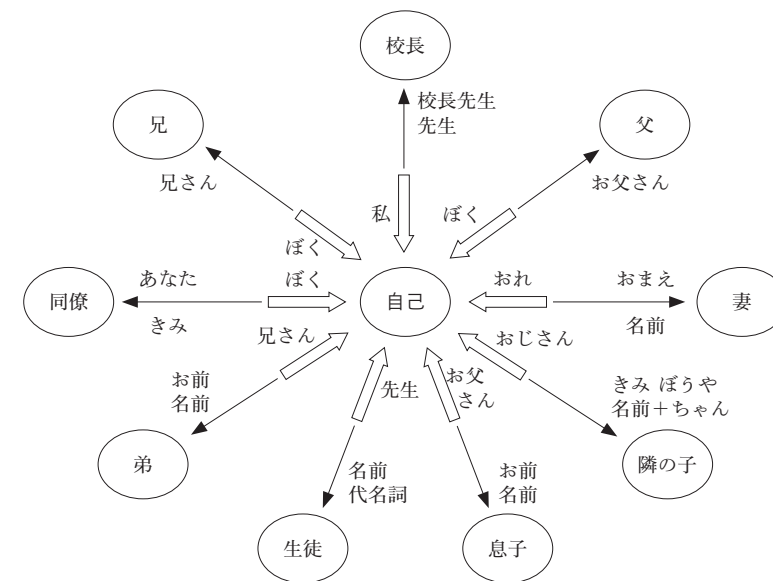 校長
校長先生
先生
兄
父
兄さん
お父さん
私
ぼく
ぼく
あなた
ぼく
おれ
おまえ
同僚
自己
妻
きみ
兄さん
おじさん
名前
お前
名前
先生
お父
さん
きみ ぼうや
名前+ちゃん
弟
名前
代名詞
お前
名前
隣の子
生徒
息子